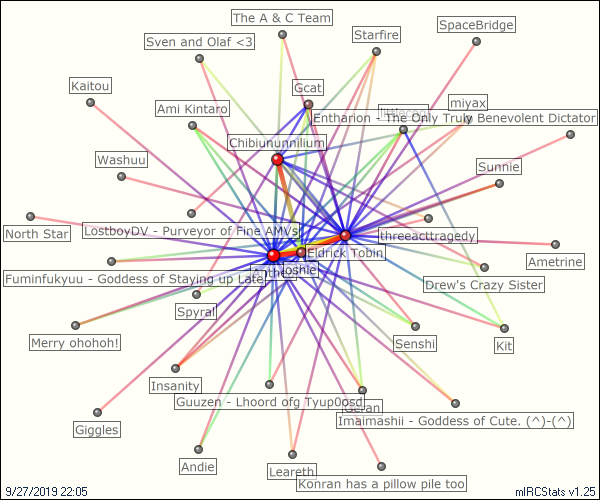 The A & C Team
SpaceBridge
Starfire
Sven and Olaf <3
Kaitou
Gcat
miyax
Ami Kintaro
Entharion - The Only Truly Benevolent Dictator
Chibiununnilium
Washuu
Sunnie
North Star
LostboyDV - Purveyor of Fine AMVs
threeacttragedy
Eldrick Tobin
Ametrine
Fuminfukyuu - Goddess of Staying up Late
Drew's Crazy Sister
Spyral
Merry ohohoh!
Senshi
Kit
Insanity
Guuzen - Lhoord ofg Tyup0osd
Imaimashii - Goddess of Cute. (^)-(^)
Giggles
Andie
Leareth
Konran has a pillow pile too
9/27/2019 22:05
mIRCStats v1.25